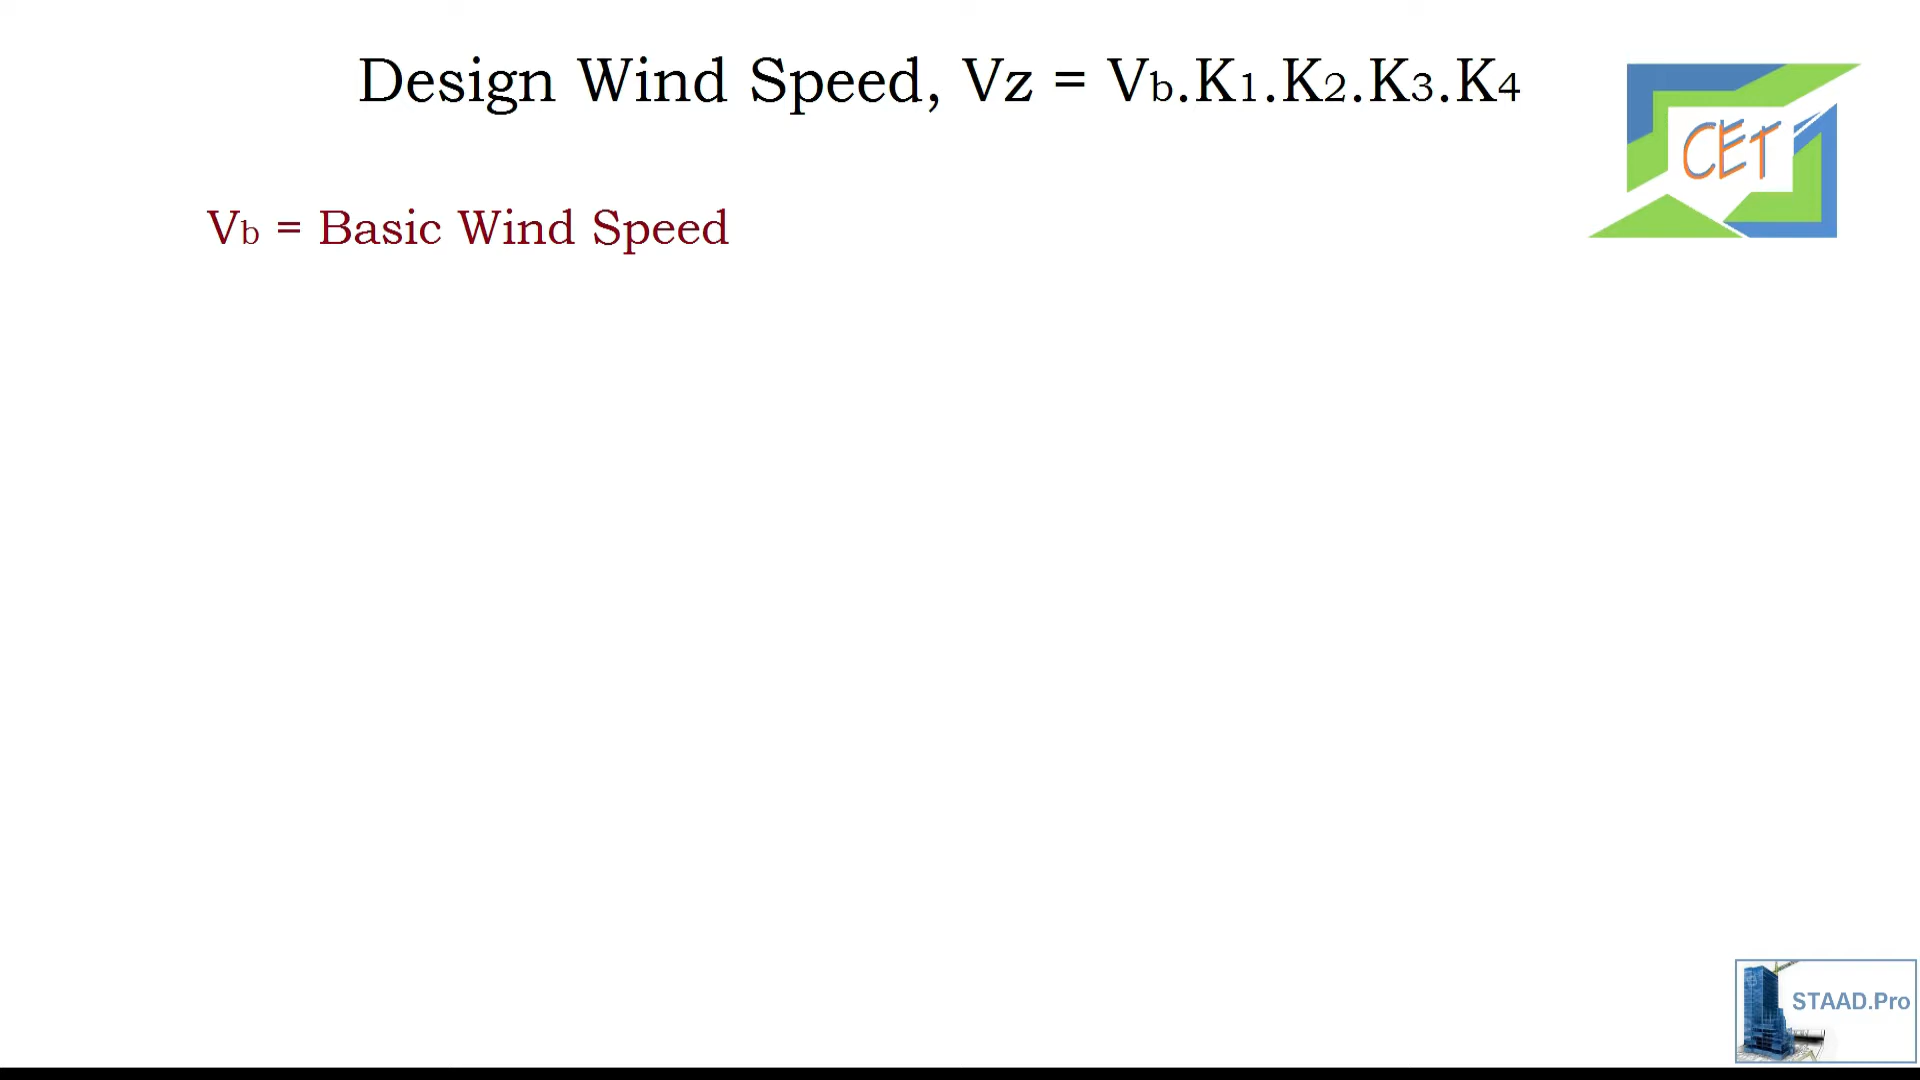 Design Wind Speed, Vz = Vb.K1.K2.K3.K4
CET
Vb = Basic Wind Speed
STAAD.Pro